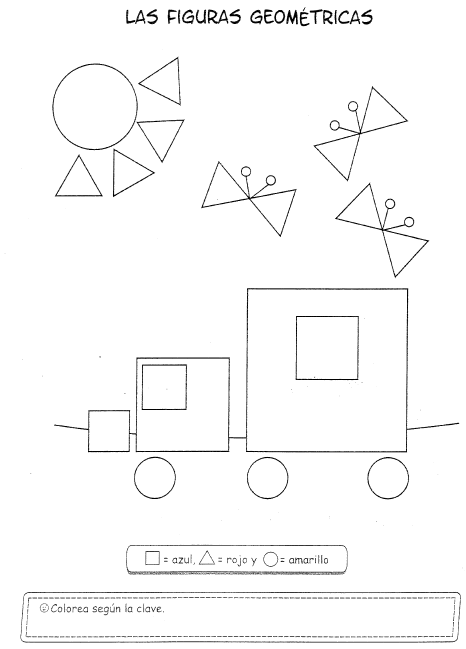 LAS FIGURAS GEOMÉTRICAS
= azul, = rojo y = amarillo
Colorea según la clave.